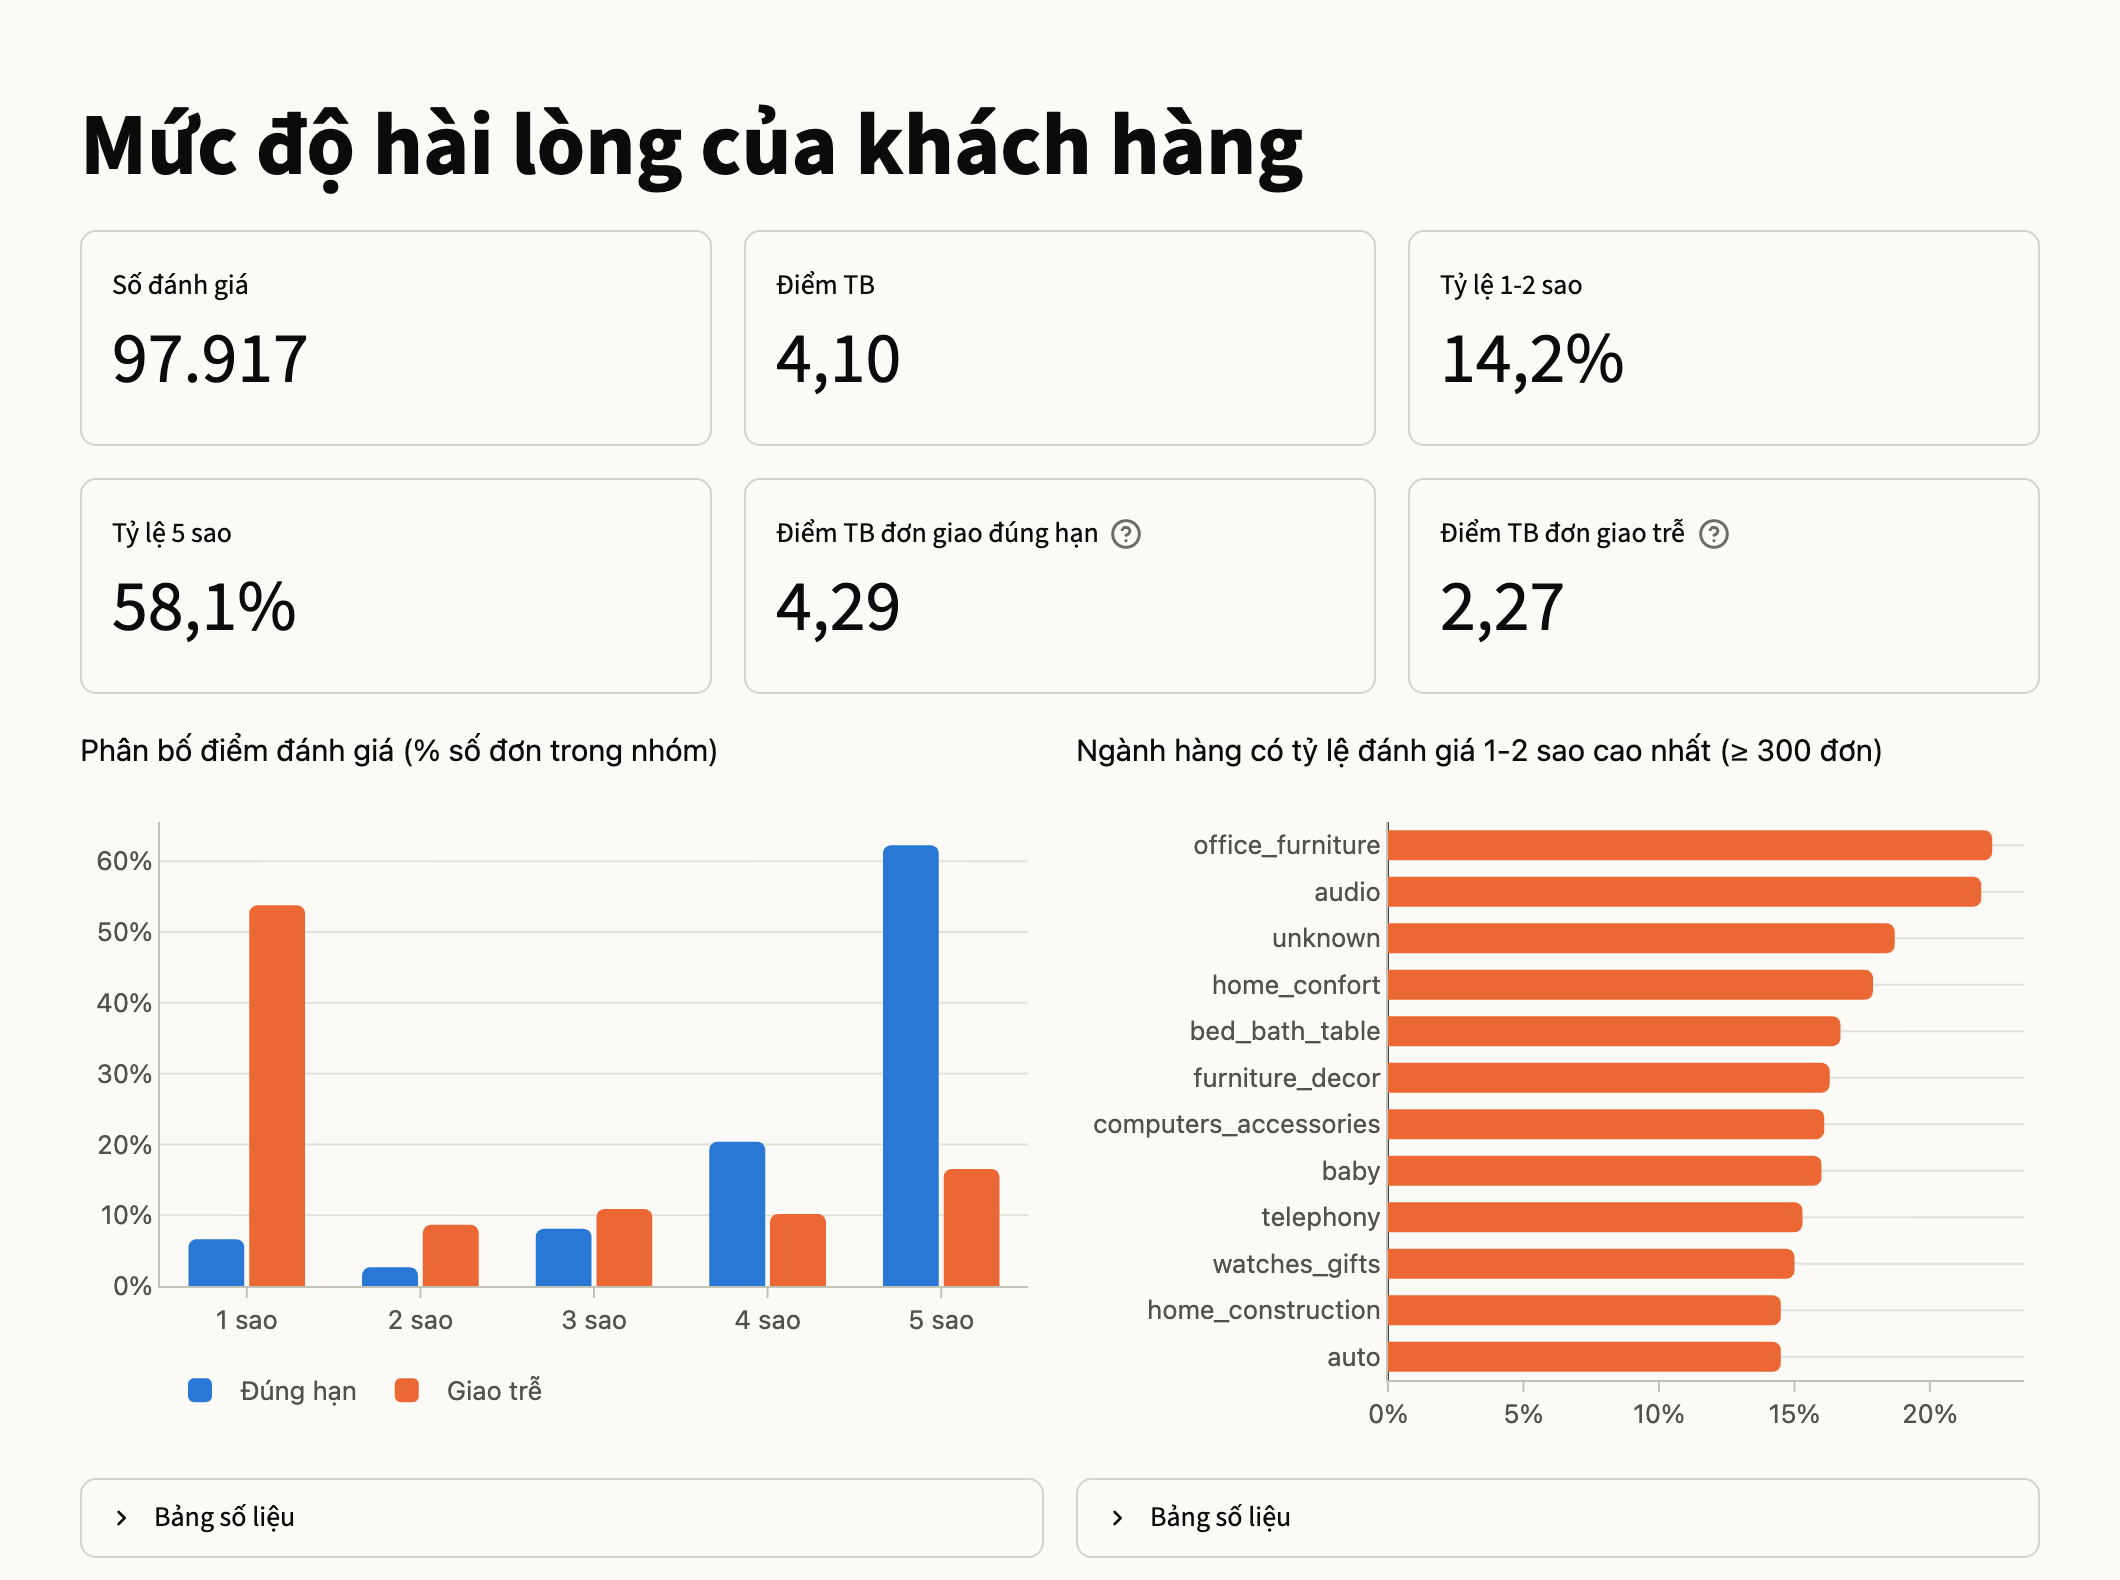 Mức độ hài lòng của khách hàng
Số đánh giá
97.917
Điểm TB
4,10
Tỷ lệ 1-2 sao
14,2%
Tỷ lệ 5 sao
58,1%
Điểm TB đơn giao đúng hạn ?
4,29
Điểm TB đơn giao trễ ?
2,27
Phân bố điểm đánh giá (% số đơn trong nhóm)
60%
50%
40%
30%
20%
10%
0%
1 sao 2 sao 3 sao 4 sao 5 sao
Đúng hạn Giao trễ
Ngành hàng có tỷ lệ đánh giá 1-2 sao cao nhất (≥ 300 đơn)
office_furniture
audio
unknown
home_confort
bed_bath_table
furniture_decor
computers_accessories
baby
telephony
watches_gifts
home_construction
auto
0% 5% 10% 15% 20%
Bảng số liệu
Bảng số liệu